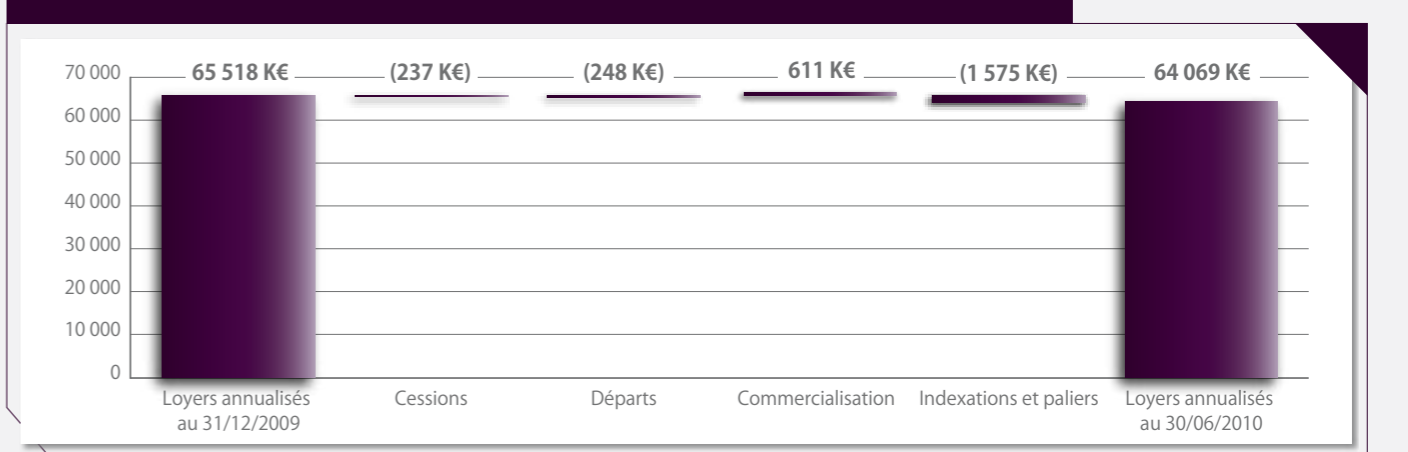 65 518 K€ (237 K€) (248 K€) 611 K€ (1 575 K€) 64 069 K€
70 000
60 000
50 000
40 000
30 000
20 000
10 000
0
Loyers annualisés
au 31/12/2009
Cessions
Départs
Commercialisation
Indexations et paliers
Loyers annualisés
au 30/06/2010